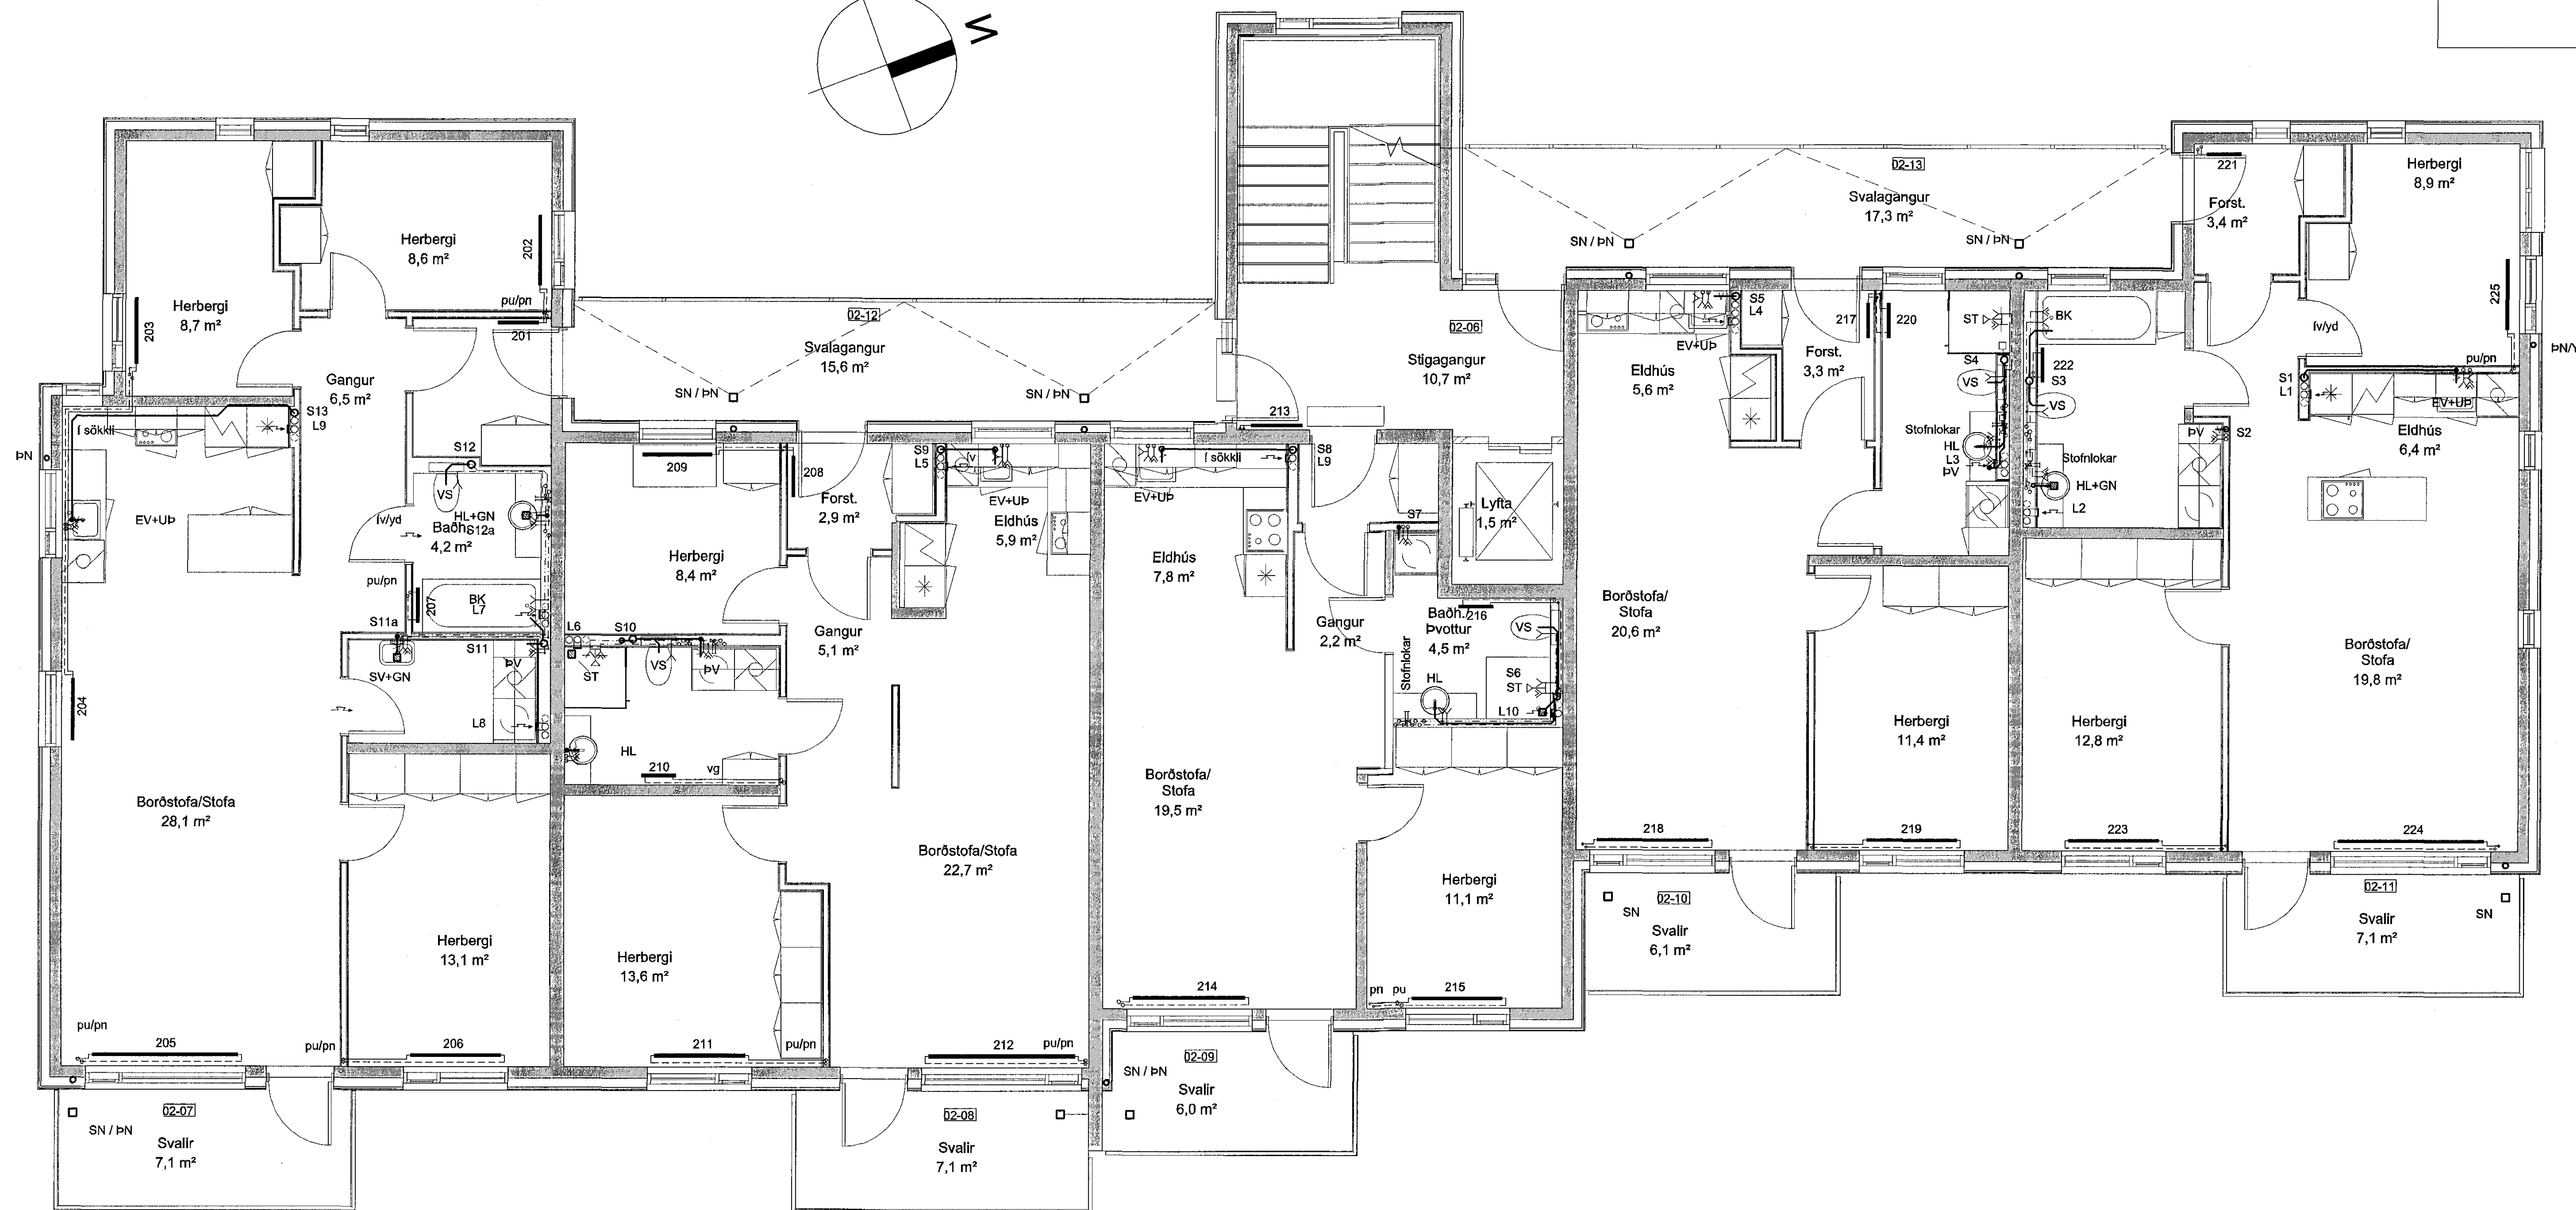 N
02-13
Svalagangur
17,3 m²
SN / ÞN
SN / ÞN
221
Forst.
3,4 m²
Herbergi
8,9 m²
225
ÍV/yd
pu/pn
Herbergi
8,6 m²
202
pu/pn
201
Herbergi
8,7 m²
203
Gangur
6,5 m²
02-12
Svalagangur
15,6 m²
SN / ÞN
SN / ÞN
02-06
Stigagangur
10,7 m²
213
Lyfta
1,5 m²
S5
L4
EV+UÞ
Eldhús
5,6 m²
217
220
Forst.
3,3 m²
ST
S4
VS
Stofnlokar
HL
L3
ÞV
BK
222
S3
VS
Stofnlokar
HL+GN
L2
ÞV
S2
S1
L1
EV+UÞ
Eldhús
6,4 m²
S13
L9
Í sökkli
ÞN
EV+UÞ
S12
VS
ÍV/yd
HL+GN
Baðh.
S12a
4,2 m²
pu/pn
207
BK
L7
S11a
S11
SV+GN
ÞV
L8
204
Borðstofa/Stofa
28,1 m²
Herbergi
13,1 m²
pu/pn
205
pu/pn
206
02-07
SN / ÞN
Svalir
7,1 m²
209
208
Forst.
2,9 m²
Herbergi
8,4 m²
S9
L5
ÍV
EV+UÞ
Eldhús
5,9 m²
Gangur
5,1 m²
L6
S10
ST
VS
ÞV
HL
210
vg
Herbergi
13,6 m²
Borðstofa/Stofa
22,7 m²
211
pu/pn
212
pu/pn
02-08
Svalir
7,1 m²
S8
L9
Í sökkli
EV+UÞ
Eldhús
7,8 m²
S7
Gangur
2,2 m²
Baðh.
216
Þvottur
4,5 m²
VS
Stofnlokar
HL
S6
ST
L10
Borðstofa/
Stofa
19,5 m²
Herbergi
11,1 m²
214
pn
pu
215
02-09
SN / ÞN
Svalir
6,0 m²
Borðstofa/
Stofa
20,6 m²
Herbergi
11,4 m²
218
219
02-10
SN
Svalir
6,1 m²
Herbergi
12,8 m²
Borðstofa/
Stofa
19,8 m²
223
224
02-11
SN
Svalir
7,1 m²